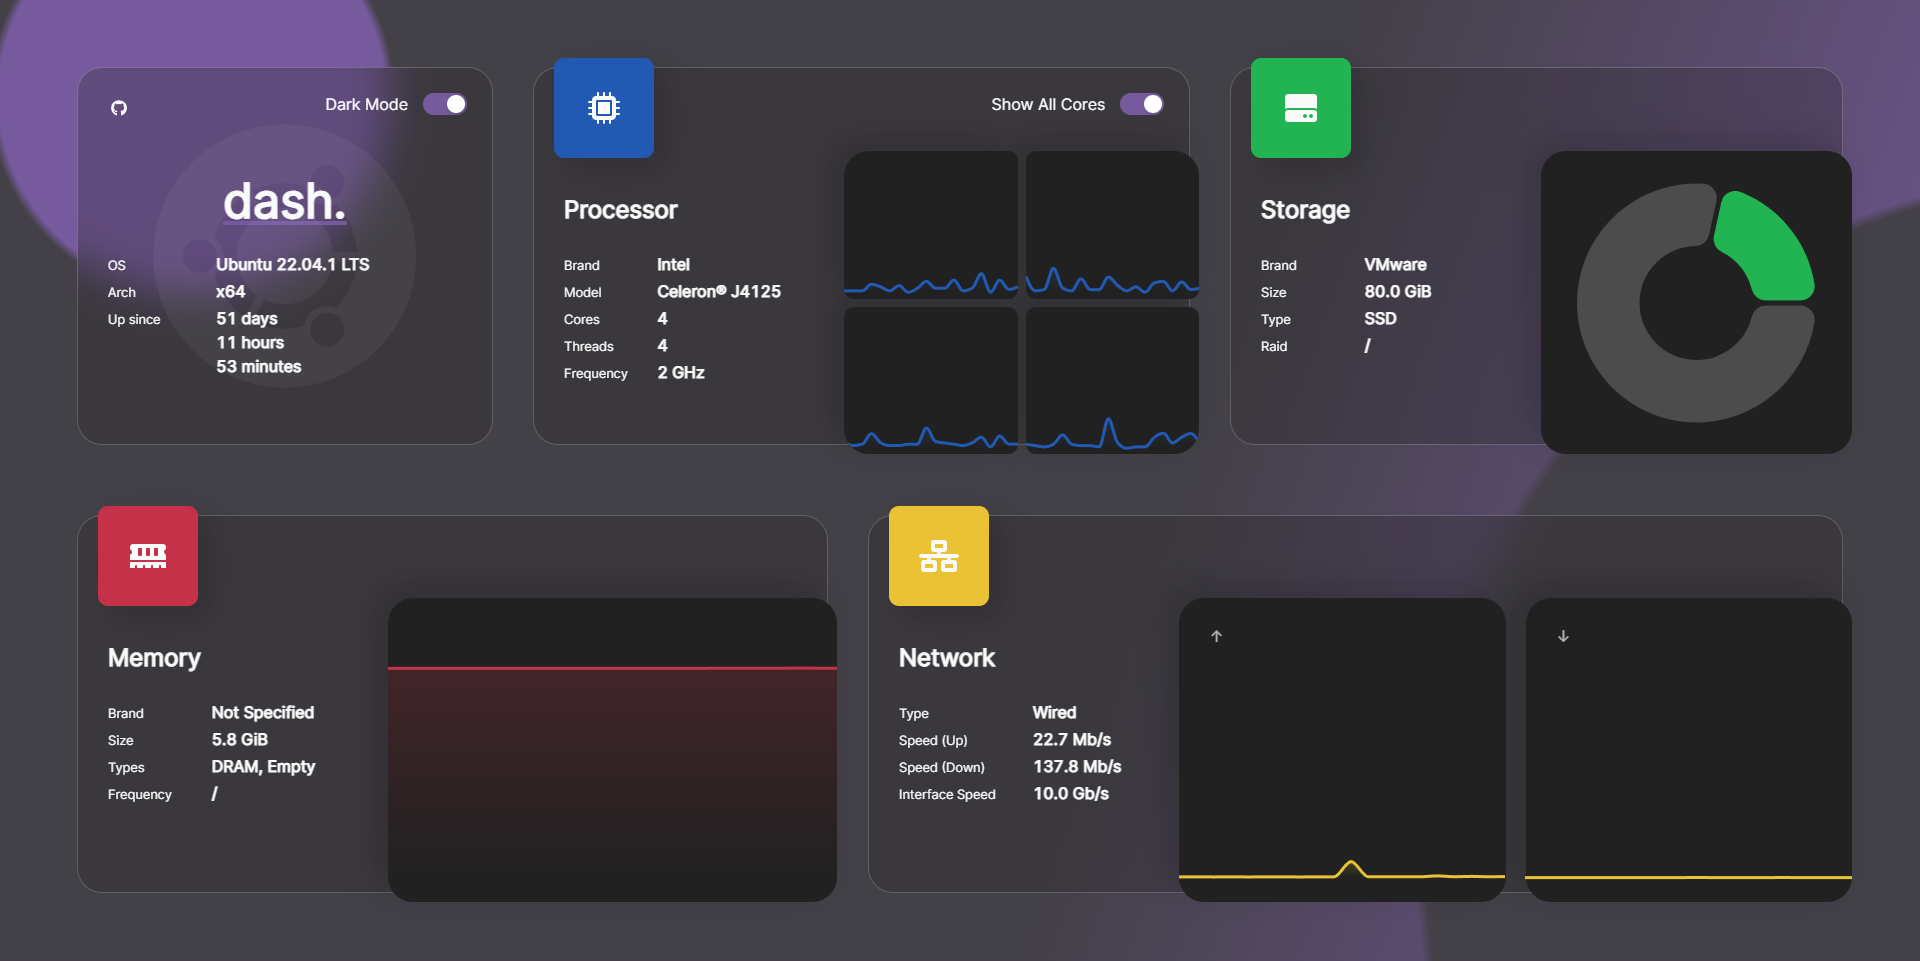 Dark Mode
dash.
OS Ubuntu 22.04.1 LTS
Arch x64
Up since 51 days
11 hours
53 minutes
Show All Cores
Processor
Brand Intel
Model Celeron® J4125
Cores 4
Threads 4
Frequency 2 GHz
Storage
Brand VMware
Size 80.0 GiB
Type SSD
Raid /
Memory
Brand Not Specified
Size 5.8 GiB
Types DRAM, Empty
Frequency /
Network
Type Wired
Speed (Up) 22.7 Mb/s
Speed (Down) 137.8 Mb/s
Interface Speed 10.0 Gb/s